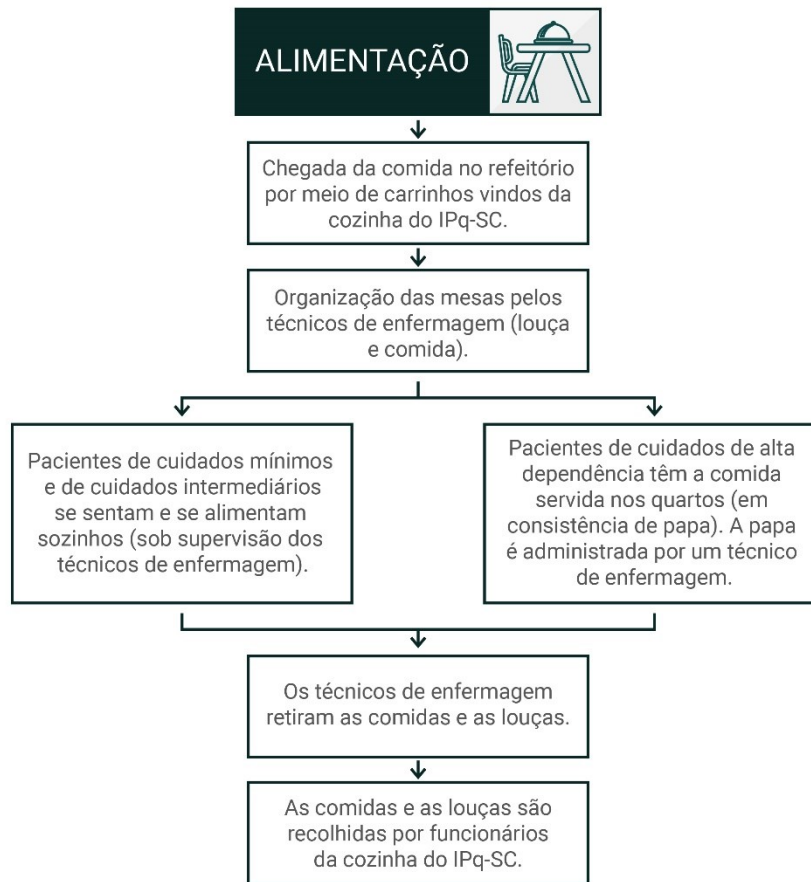 ALIMENTAÇÃO
Chegada da comida no refeitório
por meio de carrinhos vindos da
cozinha do IPq-SC.
Organização das mesas pelos
técnicos de enfermagem (louça
e comida).
Pacientes de cuidados mínimos
e de cuidados intermediários
se sentam e se alimentam
sozinhos (sob supervisão dos
técnicos de enfermagem).
Pacientes de cuidados de alta
dependência têm a comida
servida nos quartos (em
consistência de papa). A papa
é administrada por um técnico
de enfermagem.
Os técnicos de enfermagem
retiram as comidas e as louças.
As comidas e as louças são
recolhidas por funcionários
da cozinha do IPq-SC.